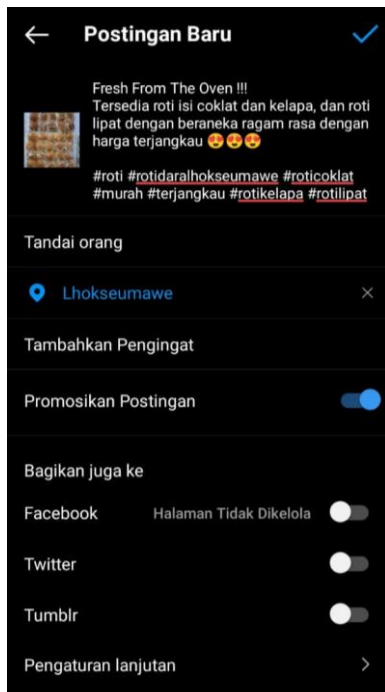 Postingan Baru
Fresh From The Oven !!!
Tersedia roti isi coklat dan kelapa, dan roti
lipat dengan beraneka ragam rasa dengan
harga terjangkau 😍😍😍
#roti #rotidaralhokseumawe #roticoklat
#murah #terjangkau #rotikelapa #rotilipat
Tandai orang
Lhokseumawe
Tambahkan Pengingat
Promosikan Postingan
Bagikan juga ke
Facebook Halaman Tidak Dikelola
Twitter
Tumblr
Pengaturan lanjutan